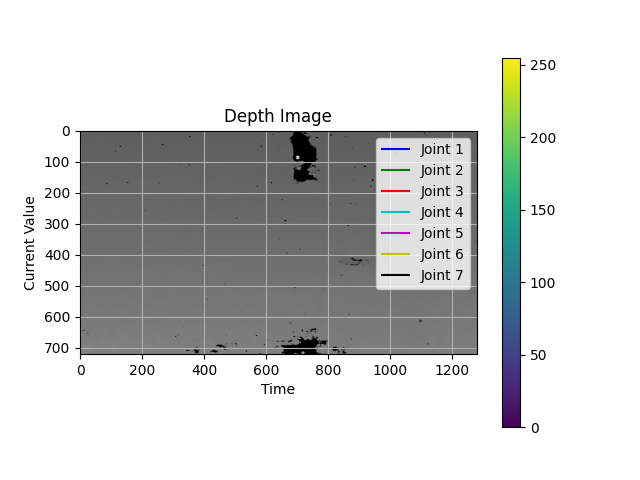 Depth Image
0
100
200
300
400
500
600
700
Current Value
0
200
400
600
800
1000
1200
Time
Joint 1
Joint 2
Joint 3
Joint 4
Joint 5
Joint 6
Joint 7
250
200
150
100
50
0